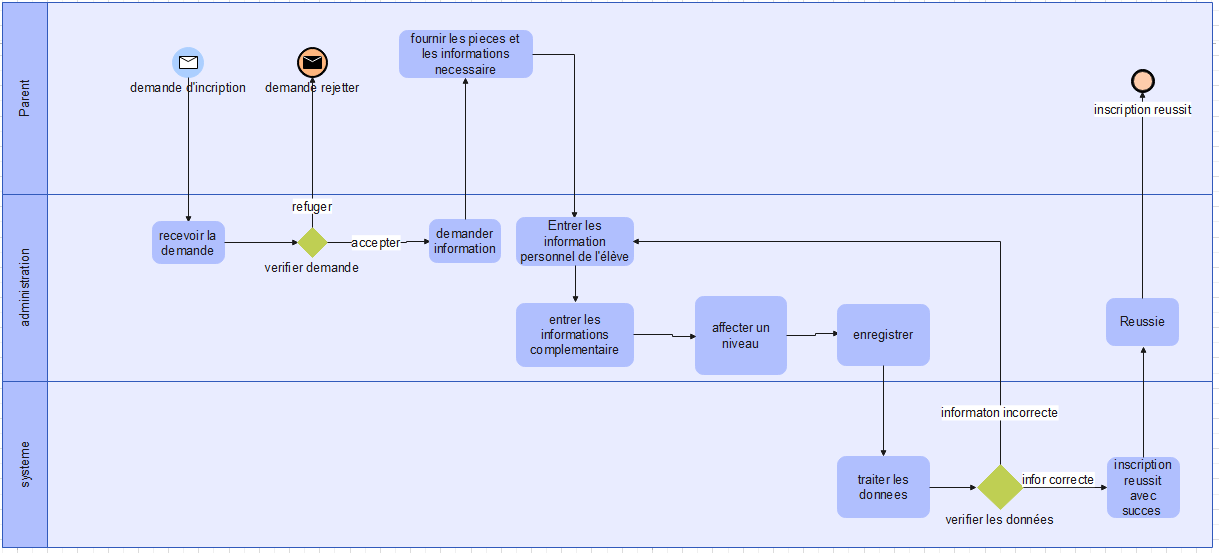 Parent
demande d'incription
demande rejetter
fournir les pieces et
les informations
necessaire
inscription reussit
administration
refuger
recevoir la
demande
verifier demande
accepter
demander
information
Entrer les
information
personnel de l'élève
entrer les
informations
complementaire
affecter un
niveau
enregistrer
Reussie
systeme
informaton incorrecte
traiter les
donnees
verifier les données
infor correcte
inscription
reussit
avec
succes